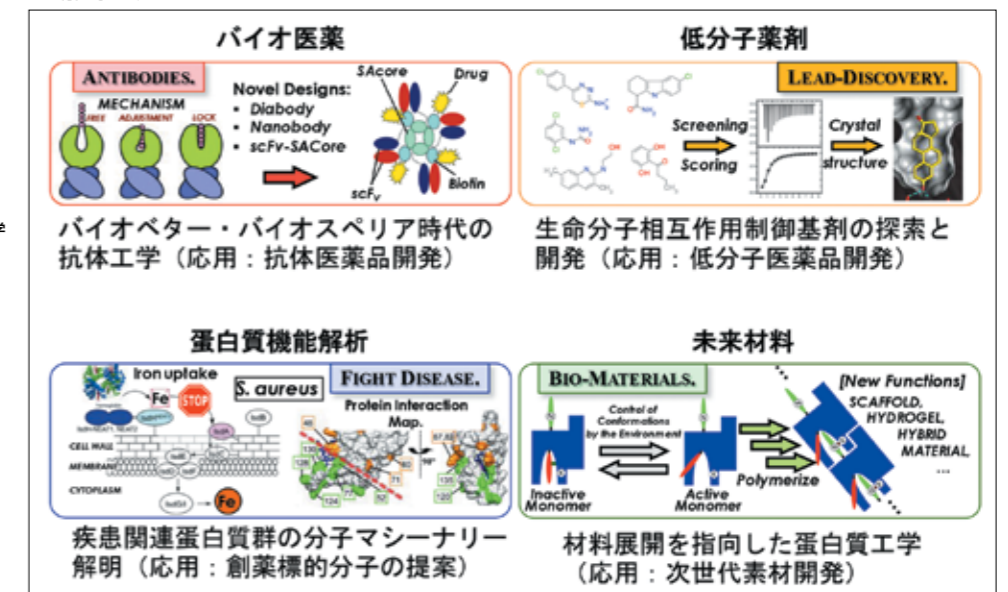 バイオ医薬
ANTIBODIES.
MECHANISM
FREE ADJUSTMENT LOCK
Novel Designs:
▪ Diabody
▪ Nanobody
▪ scFv-SACore
SAcore
Drug
scFv
Biotin
バイオベター・バイオスペリア時代の
抗体工学（応用：抗体医薬品開発）
低分子薬剤
LEAD-DISCOVERY.
Screening
Scoring
Crystal
structure
生命分子相互作用制御基剤の探索と
開発（応用：低分子医薬品開発）
学
蛋白質機能解析
Iron uptake
Fe
STOP
S. aureus
FIGHT DISEASE.
Protein Interaction
Map.
CELL WALL
MEMBRANE
CYTOPLASM
Fe
疾患関連蛋白質群の分子マシーナリー
解明（応用：創薬標的分子の提案）
未来材料
BIO-MATERIALS.
Control of
Conformations
by the Environment
Inactive
Monomer
Active
Monomer
Polymerize
[New Functions]
SCAFFOLD,
HYDROGEL,
HYBRID
MATERIAL,
...
材料展開を指向した蛋白質工学
（応用：次世代素材開発）